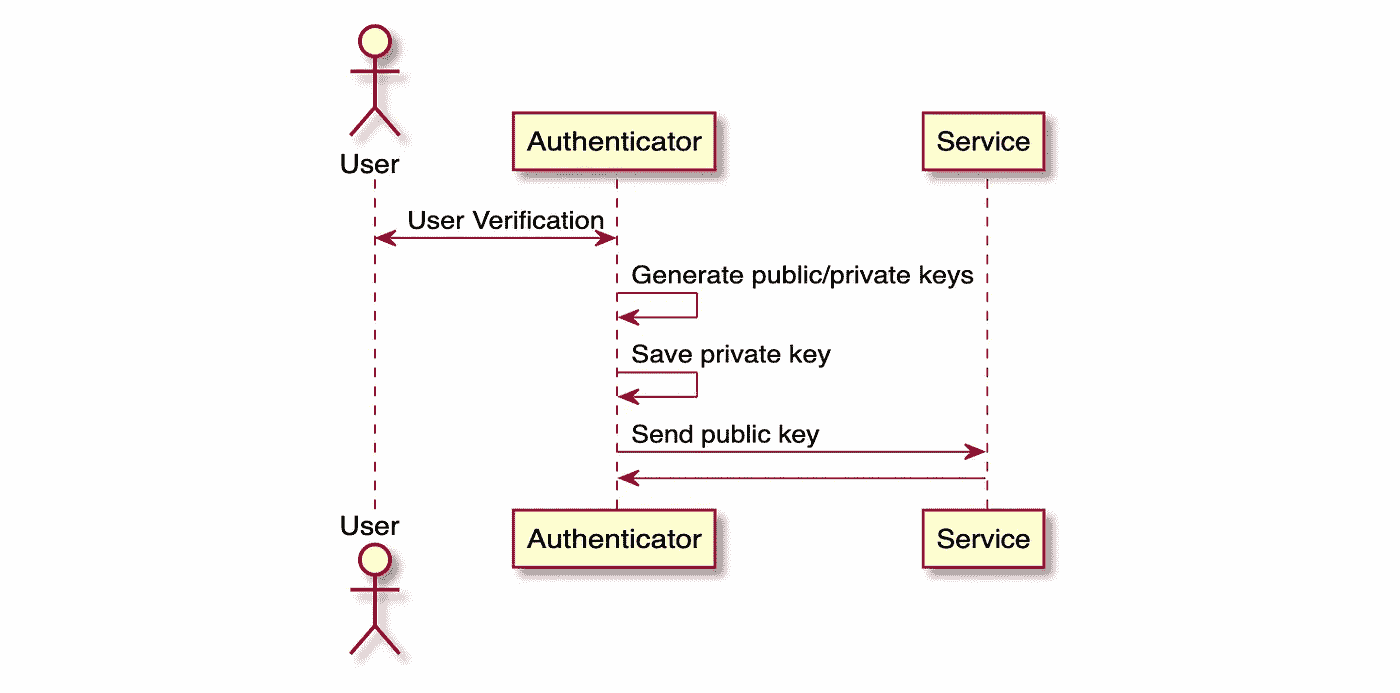 User
Authenticator
Service
User Verification
Generate public/private keys
Save private key
Send public key
User
Authenticator
Service